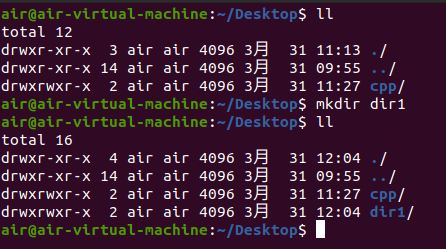 air@air-virtual-machine:~/Desktop$ ll
total 12
drwxr-xr-x  3 air air 4096 3月  31 11:13 ./
drwxr-xr-x 14 air air 4096 3月  31 09:55 ../
drwxrwxr-x  2 air air 4096 3月  31 11:27 cpp/
air@air-virtual-machine:~/Desktop$ mkdir dir1
air@air-virtual-machine:~/Desktop$ ll
total 16
drwxr-xr-x  4 air air 4096 3月  31 12:04 ./
drwxr-xr-x 14 air air 4096 3月  31 09:55 ../
drwxrwxr-x  2 air air 4096 3月  31 11:27 cpp/
drwxrwxr-x  2 air air 4096 3月  31 12:04 dir1/
air@air-virtual-machine:~/Desktop$